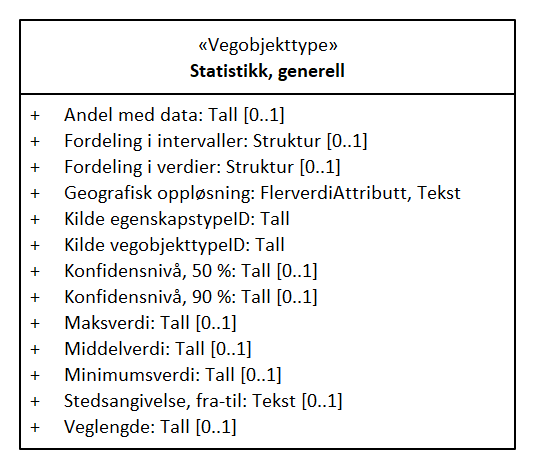 «Vegobjekttype»
Statistikk, generell
+ Andel med data: Tall [0..1]
+ Fordeling i intervaller: Struktur [0..1]
+ Fordeling i verdier: Struktur [0..1]
+ Geografisk oppløsning: FlerverdiAttributt, Tekst
+ Kilde egenskapstypeID: Tall
+ Kilde vegobjekttypeID: Tall
+ Konfidensnivå, 50 %: Tall [0..1]
+ Konfidensnivå, 90 %: Tall [0..1]
+ Maksverdi: Tall [0..1]
+ Middelverdi: Tall [0..1]
+ Minimumsverdi: Tall [0..1]
+ Stedsangivelse, fra-til: Tekst [0..1]
+ Veglengde: Tall [0..1]